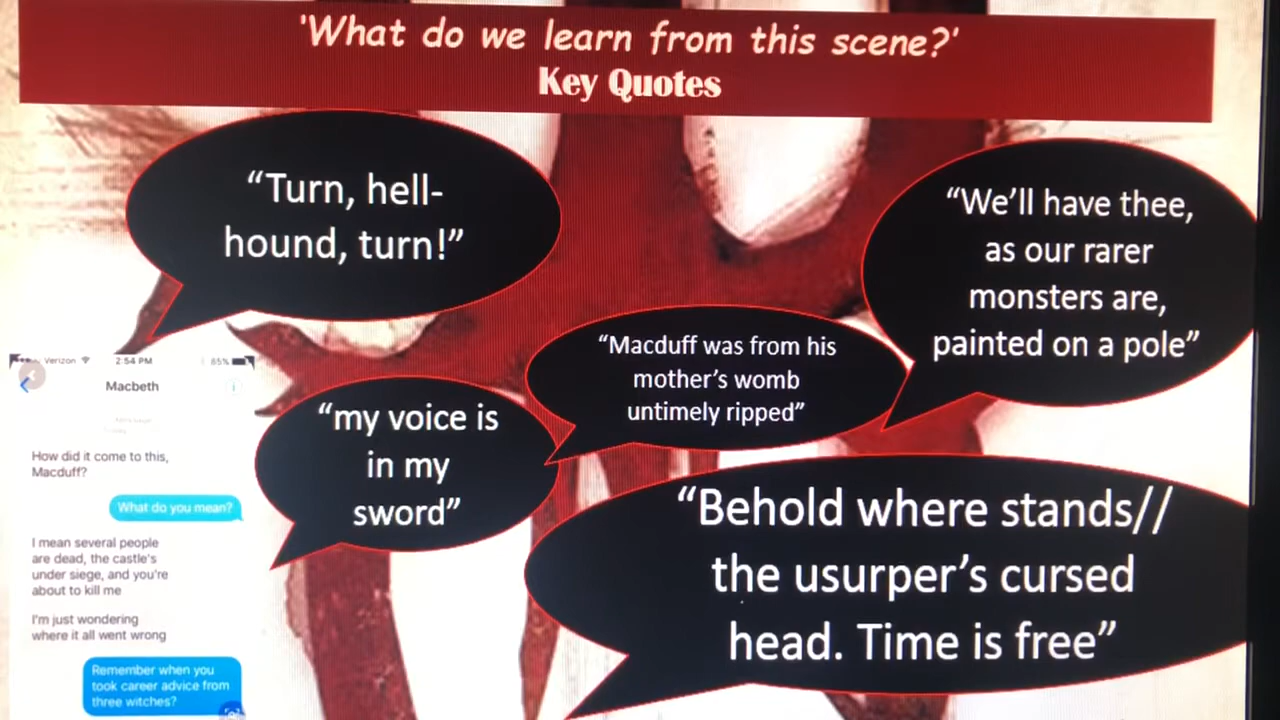 'What do we learn from this scene?'
Key Quotes
“Turn, hell-
hound, turn!”
“We’ll have thee,
as our rarer
monsters are,
painted on a pole”
“Macduff was from his
mother’s womb
untimely ripped”
“my voice is
in my
sword”
“Behold where stands//
the usurper’s cursed
head. Time is free”
Verizon
2:54 PM
85%
Macbeth
How did it come to this,
Macduff?
What do you mean?
I mean several people
are dead, the castle's
under siege, and you're
about to kill me
I'm just wondering
where it all went wrong
Remember when you
took career advice from
three witches?